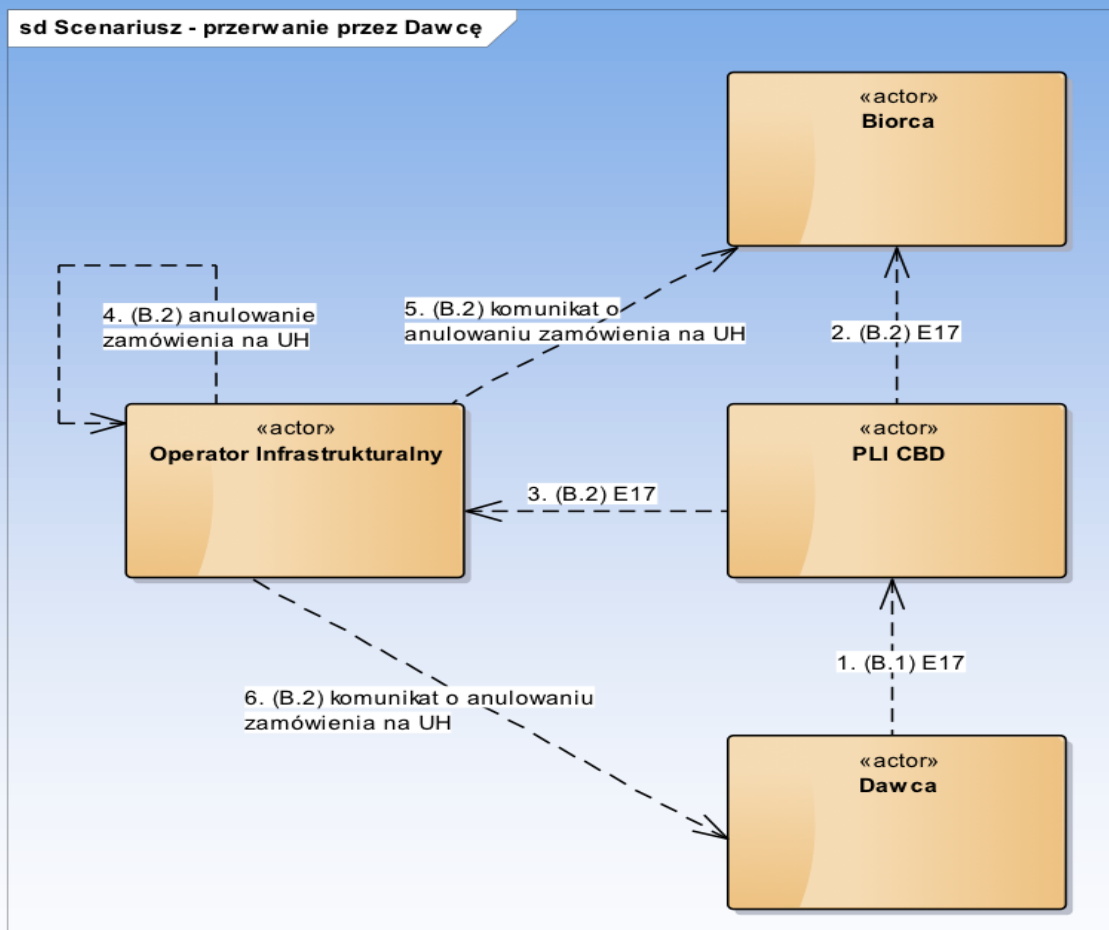 sd Scenariusz - przerwanie przez Dawcę
«actor»
Biorca
4. (B.2) anulowanie
zamówienia na UH
5. (B.2) komunikat o
anulowaniu zamówienia na UH
2. (B.2) E17
«actor»
Operator Infrastrukturalny
«actor»
PLI CBD
3. (B.2) E17
1. (B.1) E17
6. (B.2) komunikat o anulowaniu
zamówienia na UH
«actor»
Dawca